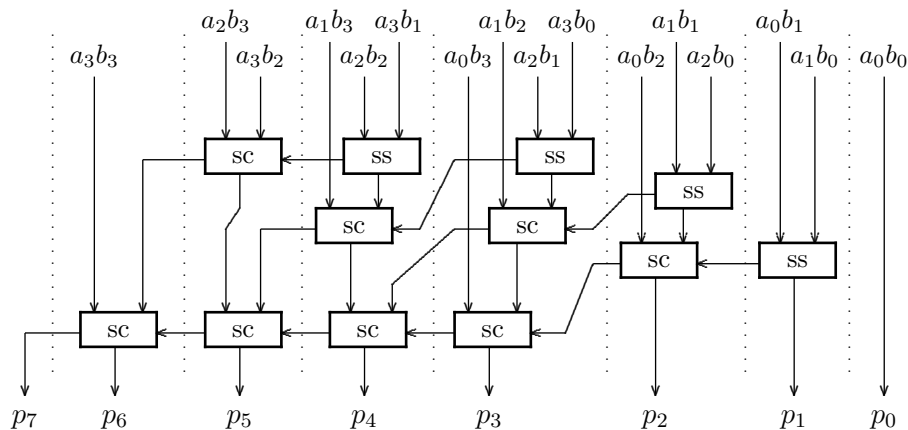 a₂b₃ a₁b₃ a₃b₁ a₁b₂ a₃b₀ a₁b₁ a₀b₁
a₃b₃ a₃b₂ a₂b₂ a₀b₃ a₂b₁ a₀b₂ a₂b₀ a₁b₀ a₀b₀
sc ss ss
ss
sc sc
sc ss
sc sc sc sc
p₇ p₆ p₅ p₄ p₃ p₂ p₁ p₀